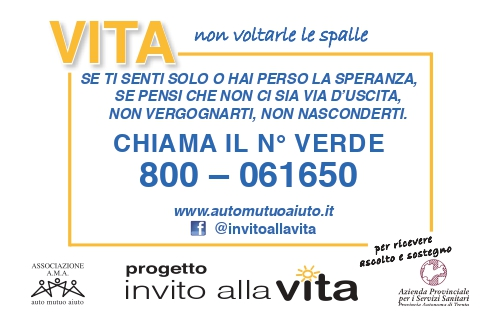 VITA non voltarle le spalle
SE TI SENTI SOLO O HAI PERSO LA SPERANZA,
SE PENSI CHE NON CI SIA VIA D'USCITA,
NON VERGOGNARTI, NON NASCONDERTI.
CHIAMA IL N° VERDE
800 – 061650
www.automutuoaiuto.it
f @invitoallavita
per ricevere
ascolto e sostegno
ASSOCIAZIONE
A.M.A.
auto mutuo aiuto
progetto
invito alla vita
Azienda Provinciale
per i Servizi Sanitari
Provincia Autonoma di Trento